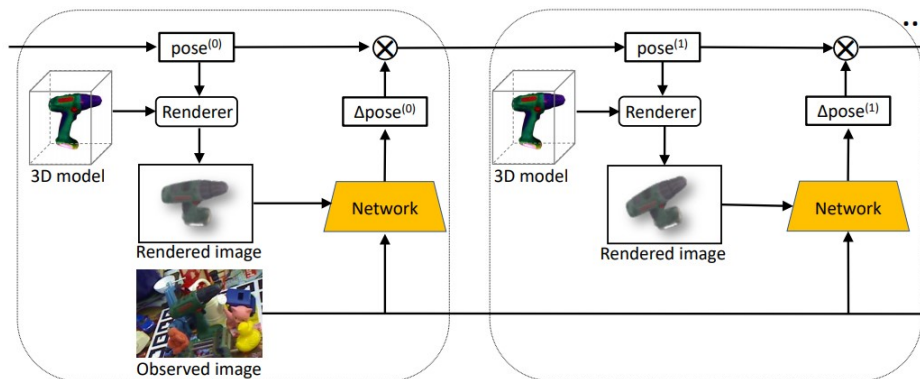 ...
pose(0)
pose(1)
Δpose(0)
Δpose(1)
Renderer
Renderer
3D model
3D model
Network
Network
Rendered image
Rendered image
Observed image